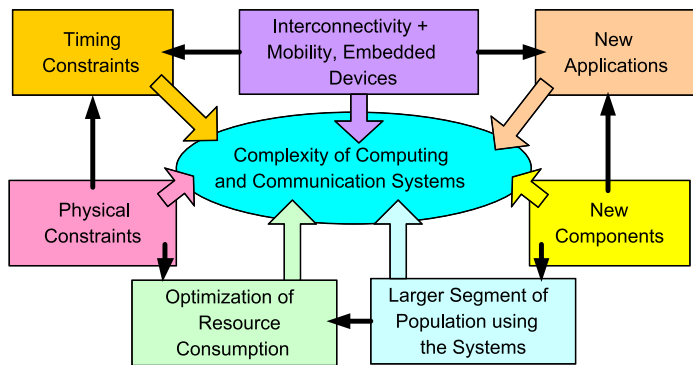 Timing
Constraints
Interconnectivity +
Mobility, Embedded
Devices
New
Applications
Complexity of Computing
and Communication Systems
Physical
Constraints
New
Components
Optimization of
Resource
Consumption
Larger Segment of
Population using
the Systems